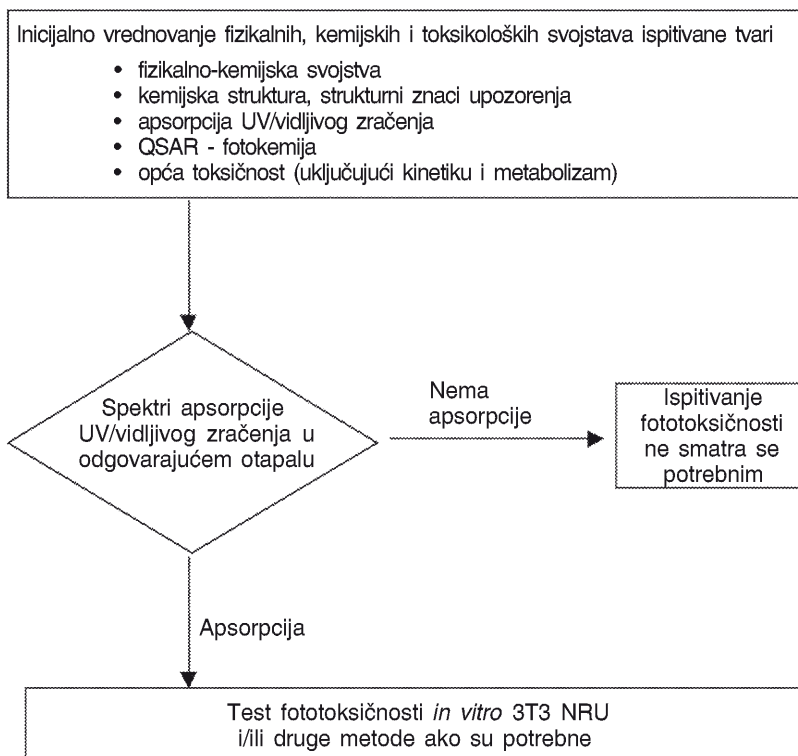 Inicijalno vrednovanje fizikalnih, kemijskih i toksikoloških svojstava ispitivane tvari
• fizikalno-kemijska svojstva
• kemijska struktura, strukturni znaci upozorenja
• apsorpcija UV/vidljivog zračenja
• QSAR - fotokemija
• opća toksičnost (uključujući kinetiku i metabolizam)
Spektri apsorpcije
UV/vidljivog zračenja u
odgovarajućem otapalu
Nema
apsorpcije
Ispitivanje
fototoksičnosti
ne smatra se
potrebnim
Apsorpcija
Test fototoksičnosti in vitro 3T3 NRU
i/ili druge metode ako su potrebne